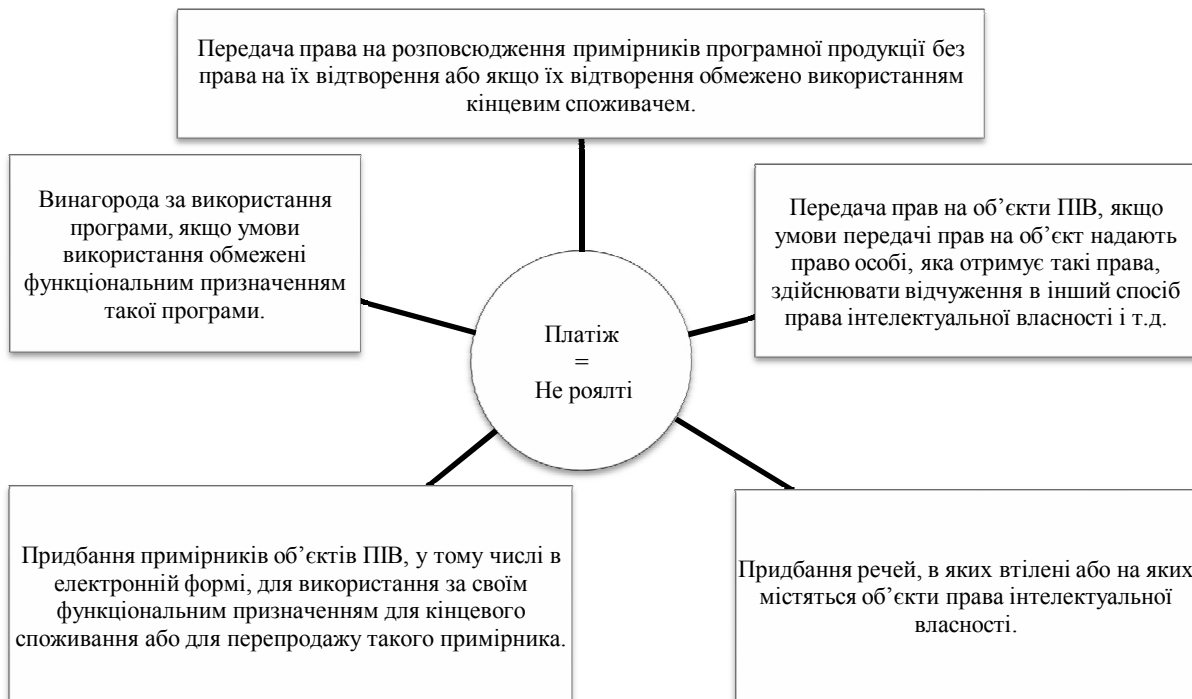 Передача права на розповсюдження примірників програмної продукції без
права на їх відтворення або якщо їх відтворення обмежено використанням
кінцевим споживачем.
Винагорода за використання
програми, якщо умови
використання обмежені
функціональним призначенням
такої програми.
Передача прав на об’єкти ПІВ, якщо
умови передачі прав на об’єкт надають
право особі, яка отримує такі права,
здійснювати відчуження в інший спосіб
права інтелектуальної власності і т.д.
Платіж
=
Не роялті
Придбання примірників об’єктів ПІВ, у тому числі в
електронній формі, для використання за своїм
функціональним призначенням для кінцевого
споживання або для перепродажу такого примірника.
Придбання речей, в яких втілені або на яких
містяться об’єкти права інтелектуальної
власності.